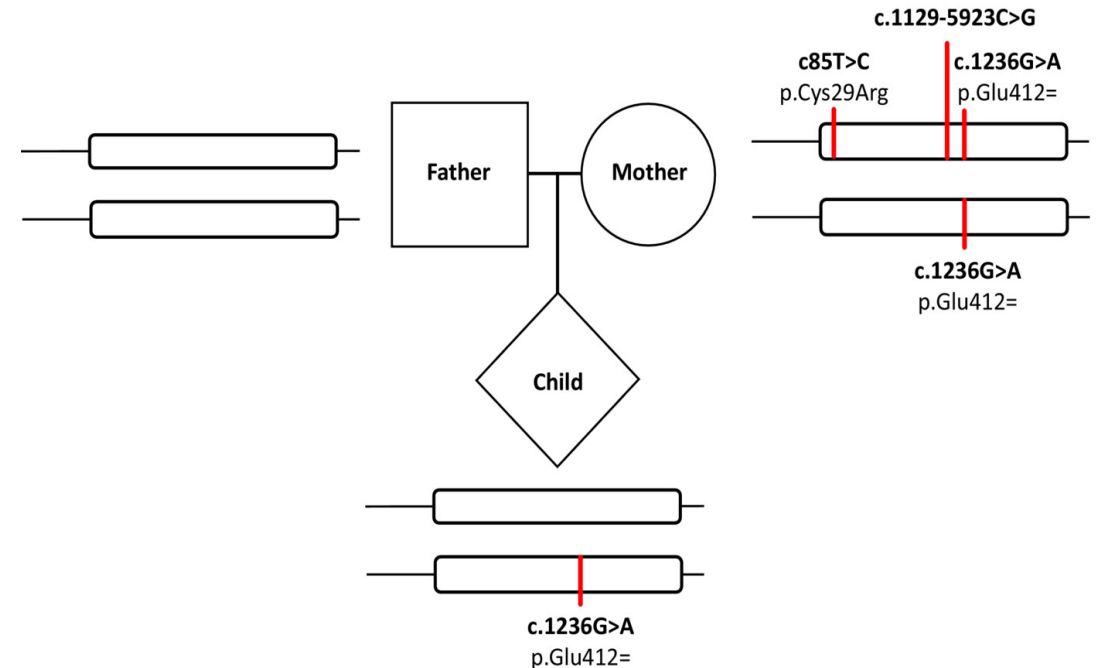 c.1129-5923C>G
c85T>C
c.1236G>A
p.Cys29Arg
p.Glu412=
Father
Mother
c.1236G>A
p.Glu412=
Child
c.1236G>A
p.Glu412=